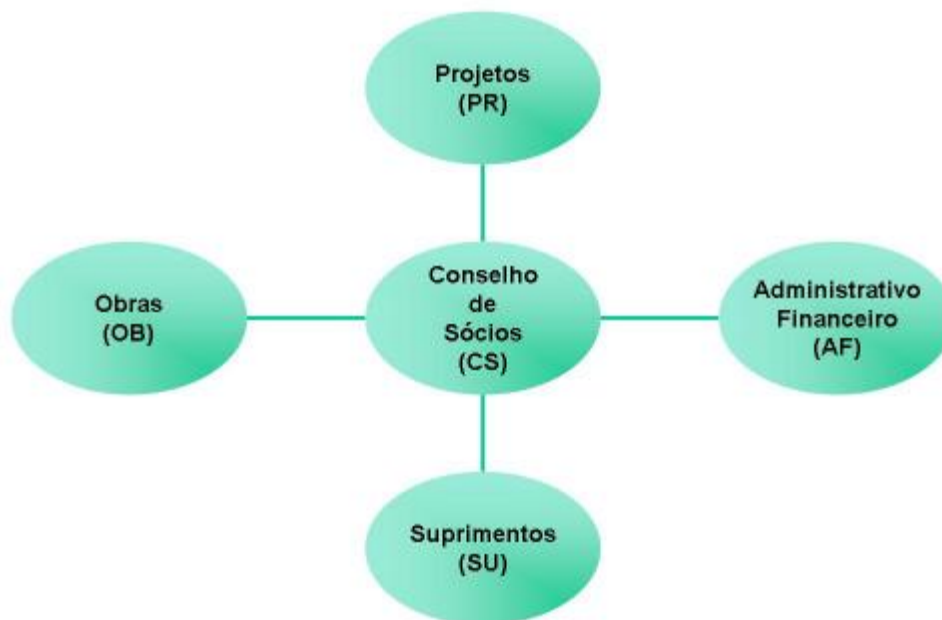 Projetos
(PR)
Obras
(OB)
Conselho
de
Sócios
(CS)
Administrativo
Financeiro
(AF)
Suprimentos
(SU)